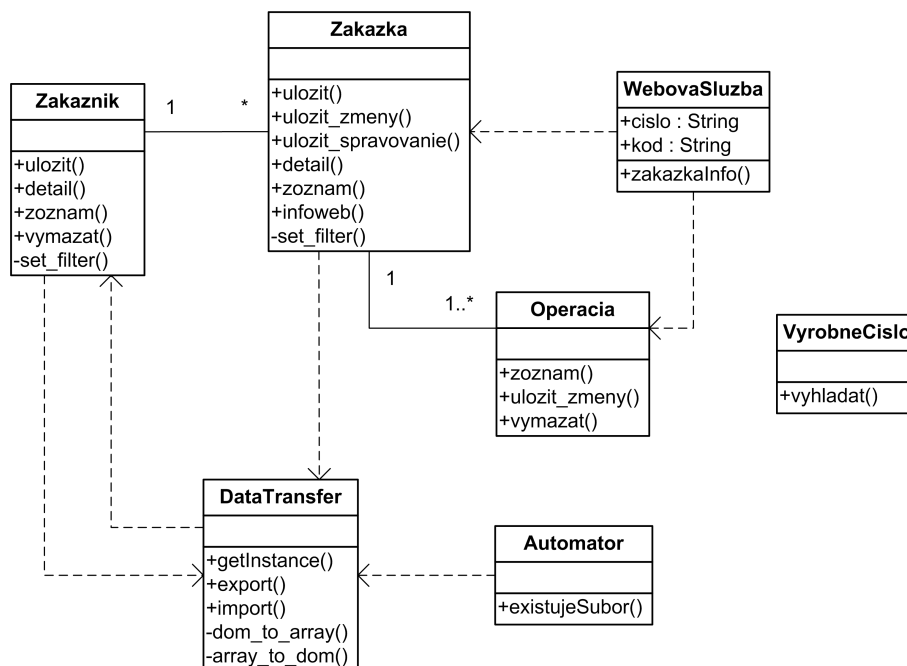 Zakaznik
+ulozit()
+detail()
+zoznam()
+vymazat()
-set_filter()
1
*
Zakazka
+ulozit()
+ulozit_zmeny()
+ulozit_spravovanie()
+detail()
+zoznam()
+infoweb()
-set_filter()
WebovaSluzba
+cislo : String
+kod : String
+zakazkaInfo()
1
1..*
Operacia
+zoznam()
+ulozit_zmeny()
+vymazat()
VyrobneCislo
+vyhladat()
DataTransfer
+getInstance()
+export()
+import()
-dom_to_array()
-array_to_dom()
Automator
+existujeSubor()